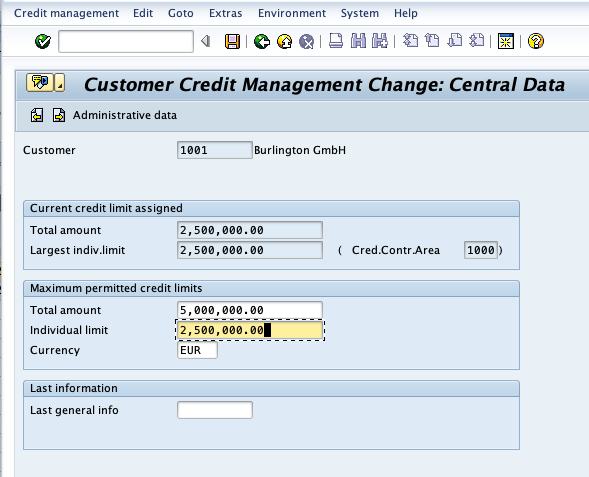 Credit management Edit Goto Extras Environment System Help
Customer Credit Management Change: Central Data
Administrative data
Customer 1001 Burlington GmbH
Current credit limit assigned
Total amount 2,500,000.00
Largest indiv.limit 2,500,000.00 ( Cred.Contr.Area 1000 )
Maximum permitted credit limits
Total amount 5,000,000.00
Individual limit 2,500,000.00
Currency EUR
Last information
Last general info